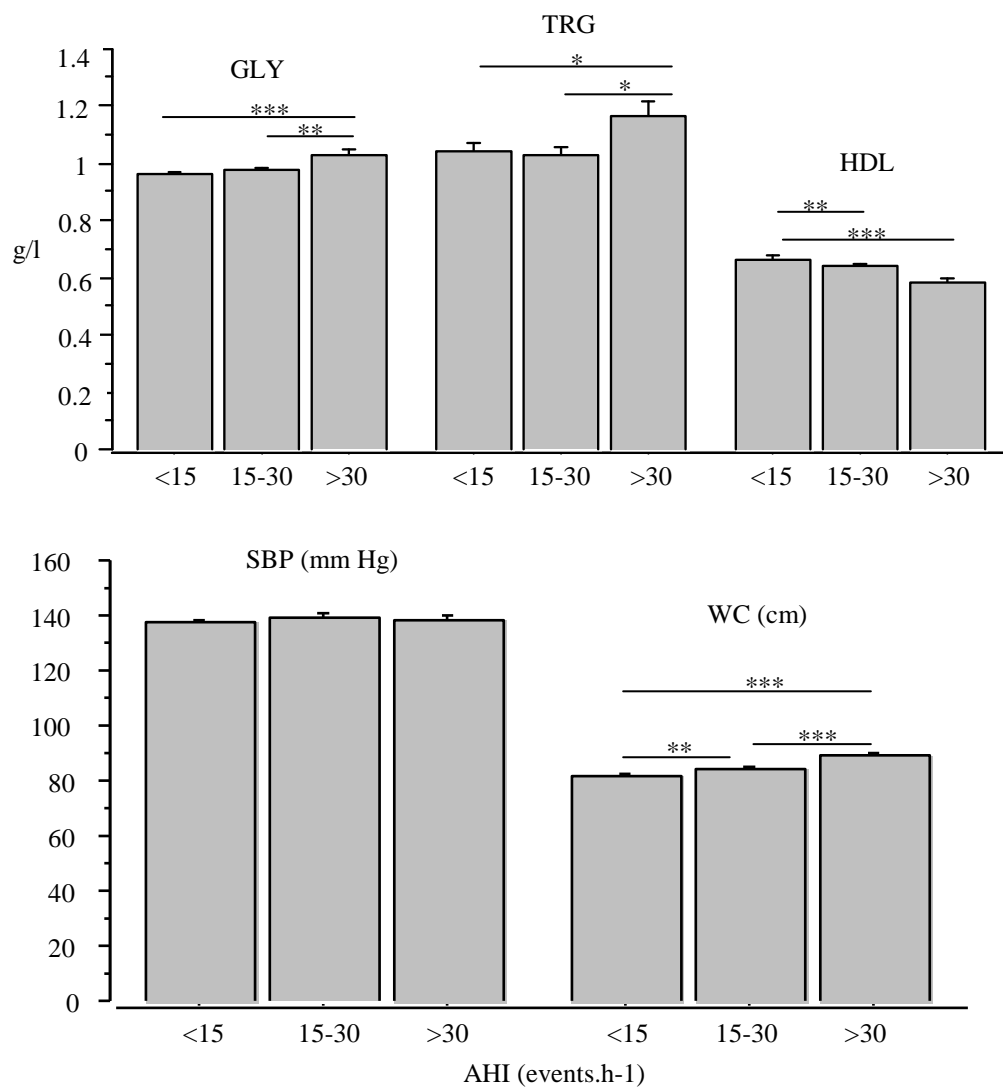 TRG
1.4
*
GLY
*
1.2
***
**
1
HDL
0.8
**
g/l
***
0.6
0.4
0.2
0
<15 15-30 >30 <15 15-30 >30 <15 15-30 >30
160
SBP (mm Hg)
140
WC (cm)
120
***
100
** ***
80
60
40
20
0
<15 15-30 >30 <15 15-30 >30
AHI (events.h-1)